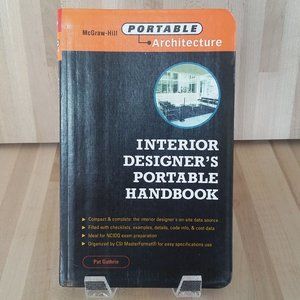 McGraw-Hill PORTABLE
Architecture
INTERIOR
DESIGNER'S
PORTABLE
HANDBOOK
Compact & complete: the interior designer's on-site data source
Filled with checklists, examples, details, code info, & cost data
Ideal for NCIDQ exam preparation
Organized by CSI MasterFormat® for easy specifications use
Pat Guthrie